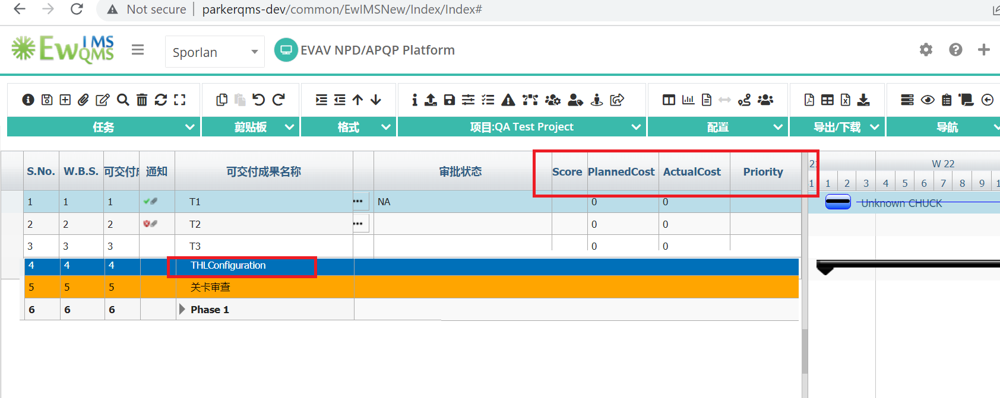 Not secure | parkerqms-dev/common/EwIMSNew/Index/Index#
EwQMS IMS
Sporlan
EVAV NPD/APQP Platform
任务 剪贴板 格式 项目:QA Test Project 配置 导出/下载 导航
S.No. W.B.S. 可交付 通知 可交付成果名称 审批状态 Score PlannedCost ActualCost Priority W 22
1 1 2 3 4 5 6 7 8 9
1 1 1 T1 ••• NA 0 0 Unknown CHUCK
2 2 2 T2 ••• 0 0
3 3 3 T3 0 0
4 4 4 THLConfiguration
5 5 5 关卡审查
6 6 6 Phase 1